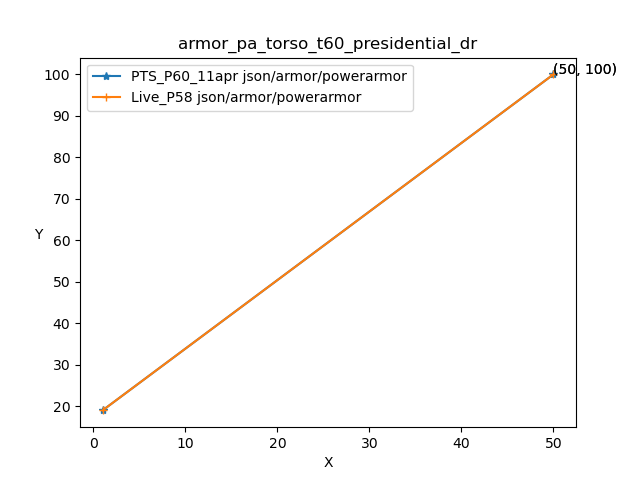 armor_pa_torso_t60_presidential_dr
PTS_P60_11apr json/armor/powerarmor
Live_P58 json/armor/powerarmor
(50, 100)
100
90
80
70
60
50
40
30
20
Y
0 10 20 30 40 50
X